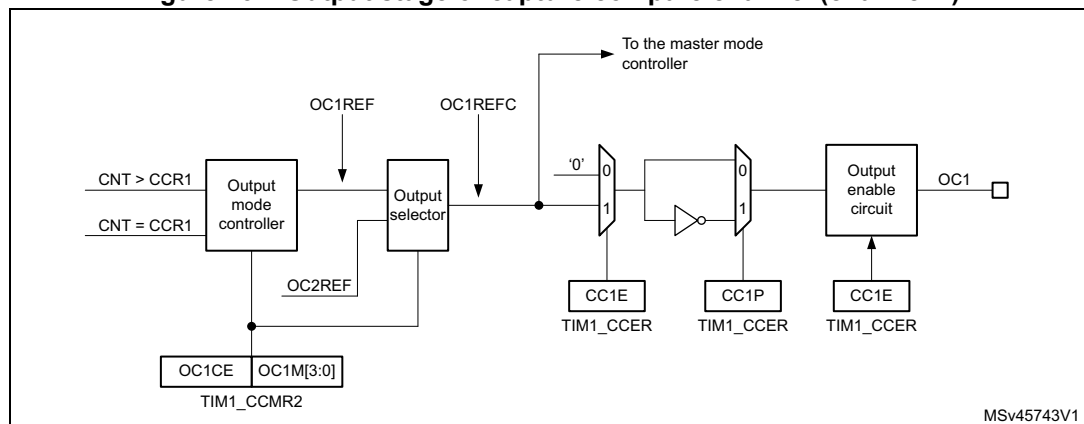 To the master mode
controller
OC1REF
OC1REFC
CNT > CCR1
CNT = CCR1
Output
mode
controller
Output
selector
OC2REF
'0'
0
1
0
1
Output
enable
circuit
OC1
CC1E
TIM1_CCER
CC1P
TIM1_CCER
CC1E
TIM1_CCER
OC1CE
OC1M[3:0]
TIM1_CCMR2
MSv45743V1